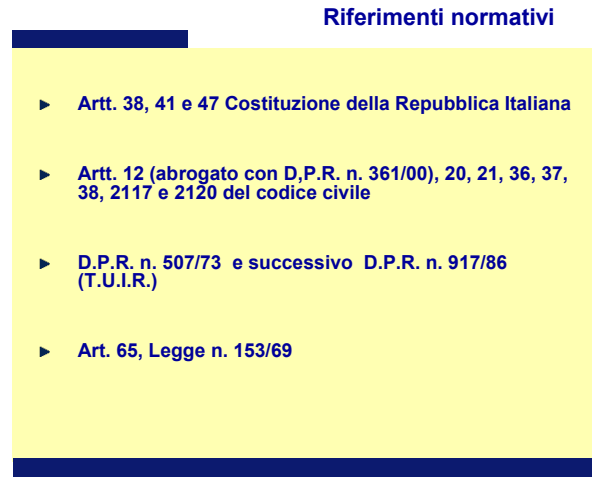 Riferimenti normativi
Artt. 38, 41 e 47 Costituzione della Repubblica Italiana
Artt. 12 (abrogato con D,P.R. n. 361/00), 20, 21, 36, 37,
38, 2117 e 2120 del codice civile
D.P.R. n. 507/73 e successivo D.P.R. n. 917/86
(T.U.I.R.)
Art. 65, Legge n. 153/69